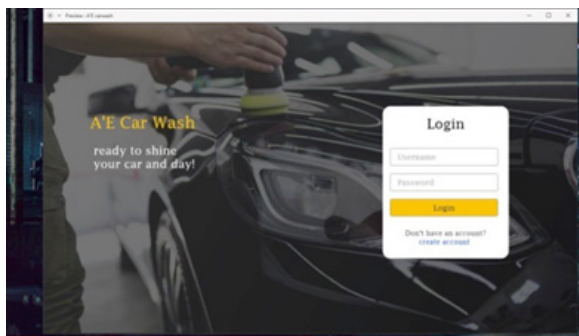 Preview: A'E carwash
A'E Car Wash
ready to shine
your car and day!
Login
Username
Password
Login
Don't have an account?
create account